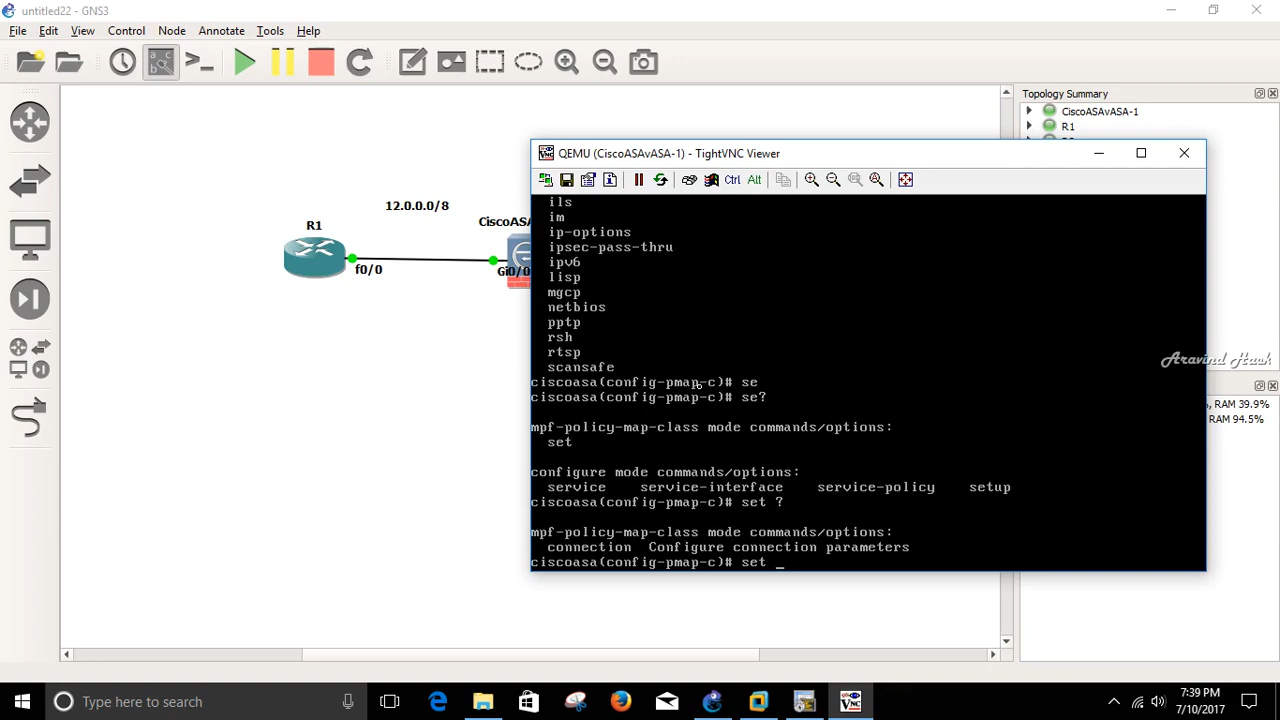 untitled22 - GNS3
File Edit View Control Node Annotate Tools Help
Topology Summary
CiscoASAvASA-1
R1
12.0.0.0/8
R1
CiscoASA
f0/0
Gi0/0
QEMU (CiscoASAvASA-1) - TightVNC Viewer
Ctrl Alt
ils
im
ip-options
ipsec-pass-thru
ipv6
lisp
mgcp
netbios
pptp
rsh
rtsp
scansafe
ciscoasa(config-pmap-c)# se
ciscoasa(config-pmap-c)# se?
mpf-policy-map-class mode commands/options:
set
configure mode commands/options:
service service-interface service-policy setup
ciscoasa(config-pmap-c)# set ?
mpf-policy-map-class mode commands/options:
connection Configure connection parameters
ciscoasa(config-pmap-c)# set _
Aravind Hask
, RAM 39.9%
RAM 94.5%
Type here to search
7:39 PM
7/10/2017